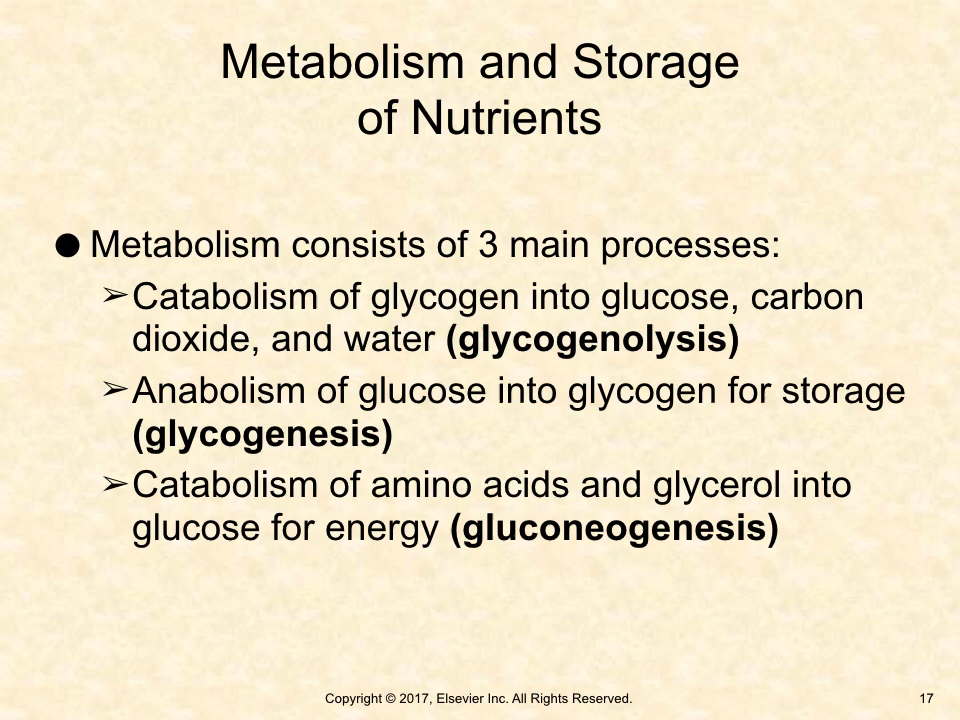 Metabolism and Storage
of Nutrients
● Metabolism consists of 3 main processes:
➢Catabolism of glycogen into glucose, carbon
dioxide, and water (glycogenolysis)
➢Anabolism of glucose into glycogen for storage
(glycogenesis)
➢Catabolism of amino acids and glycerol into
glucose for energy (gluconeogenesis)
Copyright © 2017, Elsevier Inc. All Rights Reserved.
17